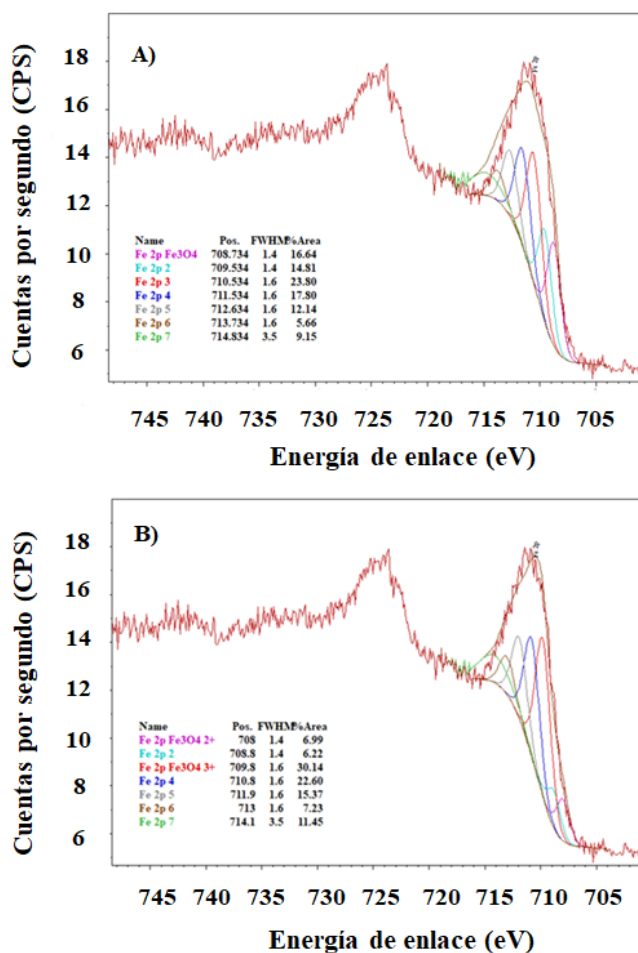 A)
Cuentas por segundo (CPS)
18
16
14
12
10
8
6
Fe 2p
Name Pos. FWHM %Area
Fe 2p Fe3O4 708.734 1.4 16.64
Fe 2p 2 709.534 1.4 14.81
Fe 2p 3 710.534 1.6 23.80
Fe 2p 4 711.534 1.6 17.80
Fe 2p 5 712.634 1.6 12.14
Fe 2p 6 713.734 1.6 5.66
Fe 2p 7 714.834 3.5 9.15
745 740 735 730 725 720 715 710 705
Energía de enlace (eV)
B)
Cuentas por segundo (CPS)
18
16
14
12
10
8
6
Fe 2p
Name Pos. FWHM %Area
Fe 2p Fe3O4 2+ 708 1.4 6.99
Fe 2p 2 708.8 1.4 6.22
Fe 2p Fe3O4 3+ 709.8 1.6 30.14
Fe 2p 4 710.8 1.6 22.60
Fe 2p 5 711.9 1.6 15.37
Fe 2p 6 713 1.6 7.23
Fe 2p 7 714.1 3.5 11.45
745 740 735 730 725 720 715 710 705
Energía de enlace (eV)